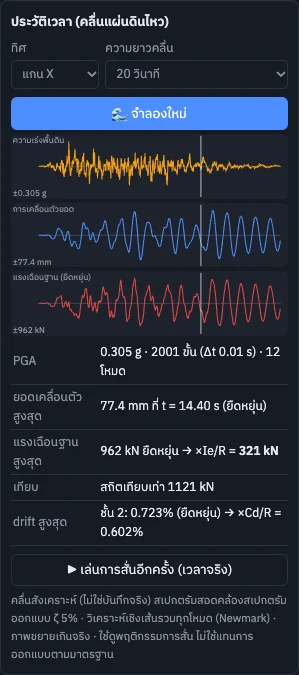 ประวัติเวลา (คลื่นแผ่นดินไหว)
ทิศ ความยาวคลื่น
แกน X 20 วินาที
🌊 จำลองใหม่
ความเร่งพื้นดิน
±0.305 g
การเคลื่อนตัวยอด
±77.4 mm
แรงเฉือนฐาน (ยืดหยุ่น)
±962 kN
PGA 0.305 g · 2001 ชั้น (Δt 0.01 s) · 12
โหมด
ยอดเคลื่อนตัว
สูงสุด
77.4 mm ที่ t = 14.40 s (ยืดหยุ่น)
แรงเฉือนฐาน
สูงสุด
962 kN ยืดหยุ่น → ×Ie/R = 321 kN
เทียบ สถิตเทียบเท่า 1121 kN
drift สูงสุด
ชั้น 2: 0.723% (ยืดหยุ่น) → ×Cd/R =
0.602%
▶ เล่นการสั่นอีกครั้ง (เวลาจริง)
คลื่นสังเคราะห์ (ไม่ใช่บันทึกจริง) สเปกตรัมสอดคล้องสเปกตรัม
ออกแบบ ζ 5% · วิเคราะห์เชิงเส้นรวมทุกโหมด (Newmark) ·
ภาพขยายเกินจริง · ใช้ดูพฤติกรรมการสั่น ไม่ใช้แทนการ
ออกแบบตามมาตรฐาน